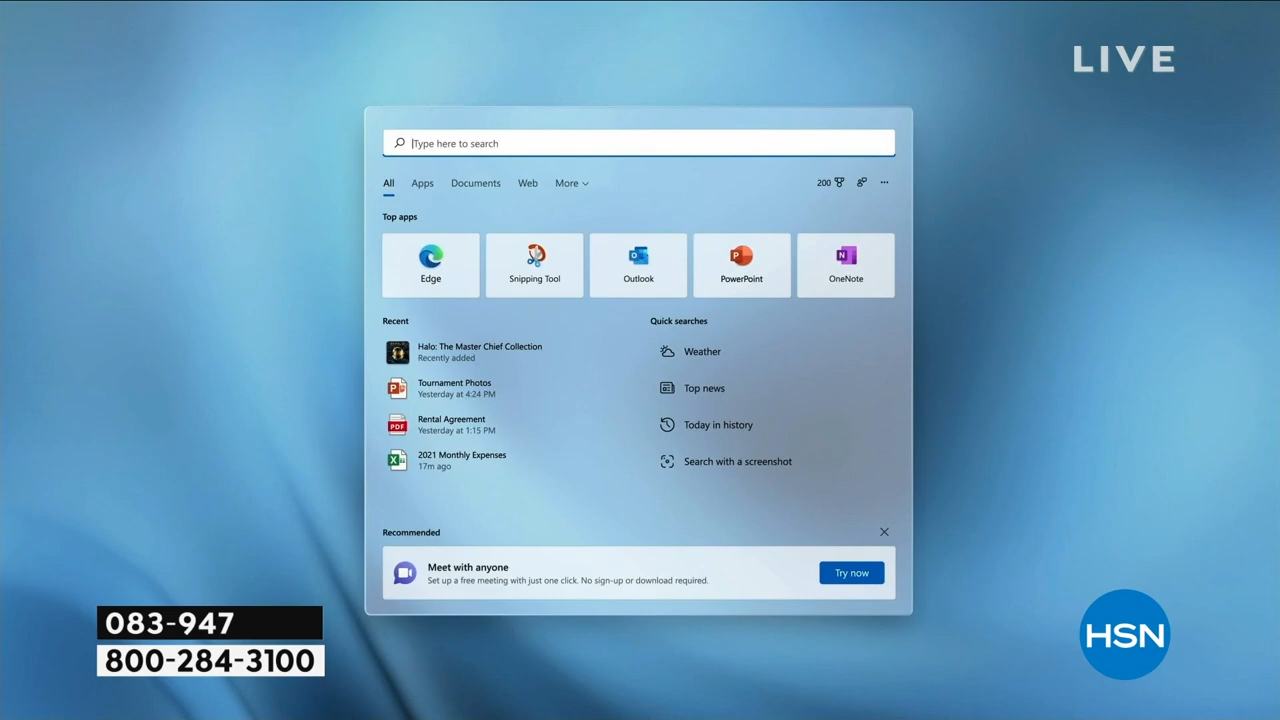 LIVE
Type here to search
All Apps Documents Web More
200
Top apps
Edge Snipping Tool Outlook PowerPoint OneNote
Recent
Halo: The Master Chief Collection
Recently added
Tournament Photos
Yesterday at 4:24 PM
Rental Agreement
Yesterday at 1:15 PM
2021 Monthly Expenses
17m ago
Quick searches
Weather
Top news
Today in history
Search with a screenshot
Recommended
Meet with anyone
Set up a free meeting with just one click. No sign-up or download required.
Try now
083-947
800-284-3100
HSN